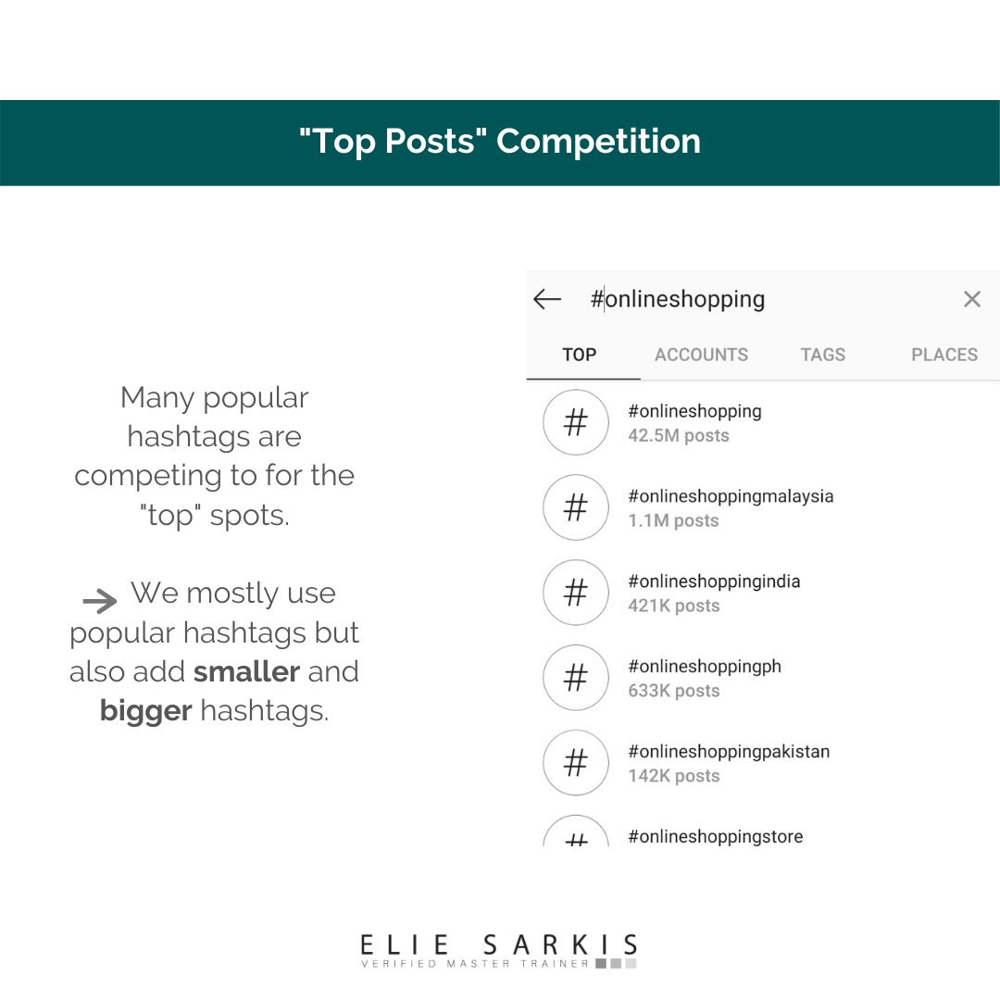 "Top Posts" Competition
Many popular
hashtags are
competing to for the
"top" spots.
We mostly use
popular hashtags but
also add smaller and
bigger hashtags.
#onlineshopping
TOP ACCOUNTS TAGS PLACES
#onlineshopping
42.5M posts
#onlineshoppingmalaysia
1.1M posts
#onlineshoppingindia
421K posts
#onlineshoppingph
633K posts
#onlineshoppingpakistan
142K posts
#onlineshoppingstore
ELIE SARKIS
VERIFIED MASTER TRAINER